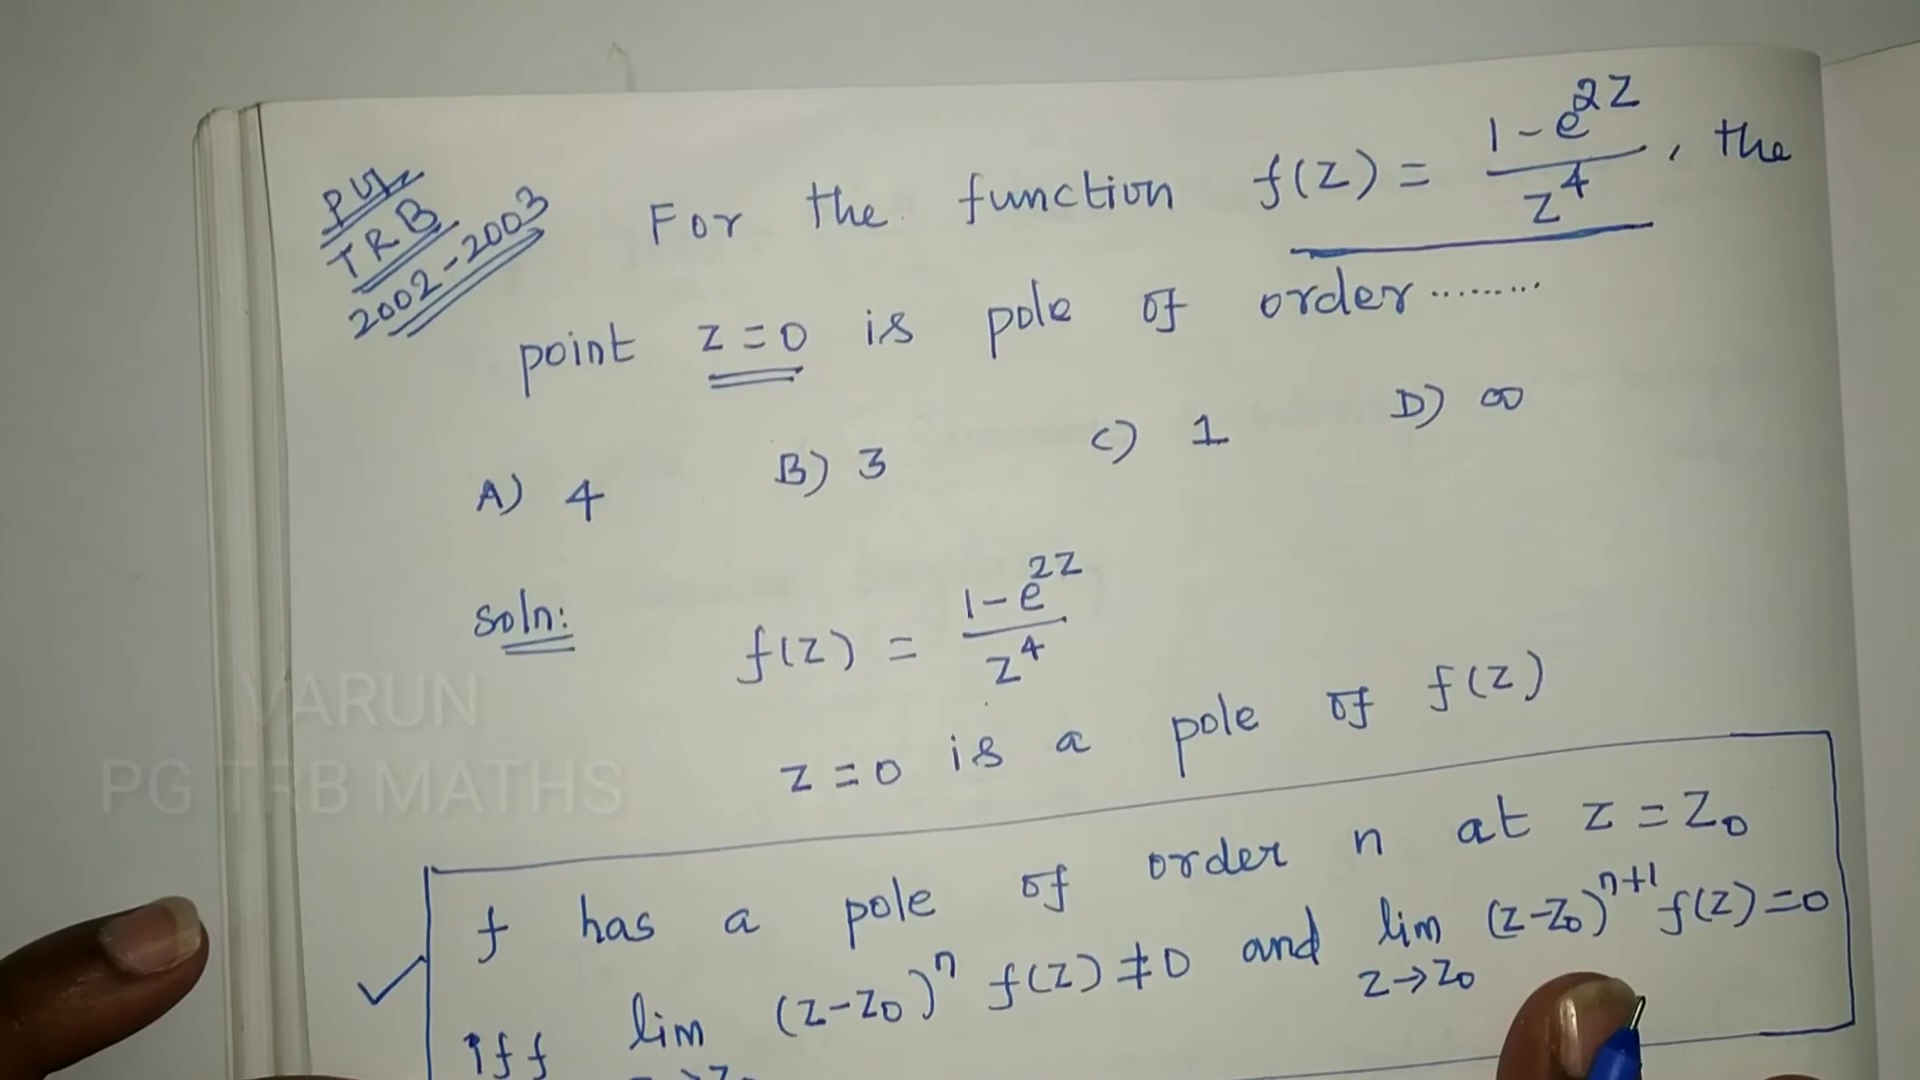 PG
TRB
2002-2003
For the function f(z) = \frac{1-e^{2z}}{z^4}, the
point z=0 is pole of order .........
A) 4 B) 3 C) 1 D) ∞
Soln:
f(z) = \frac{1-e^{2z}}{z^4}
z=0 is a pole of f(z)
VARUN
PG TRB MATHS
f has a pole of order n at z=z₀
iff lim (z-z₀)^n f(z)≠0 and lim_{z→z₀} (z-z₀)^{n+1} f(z)=0